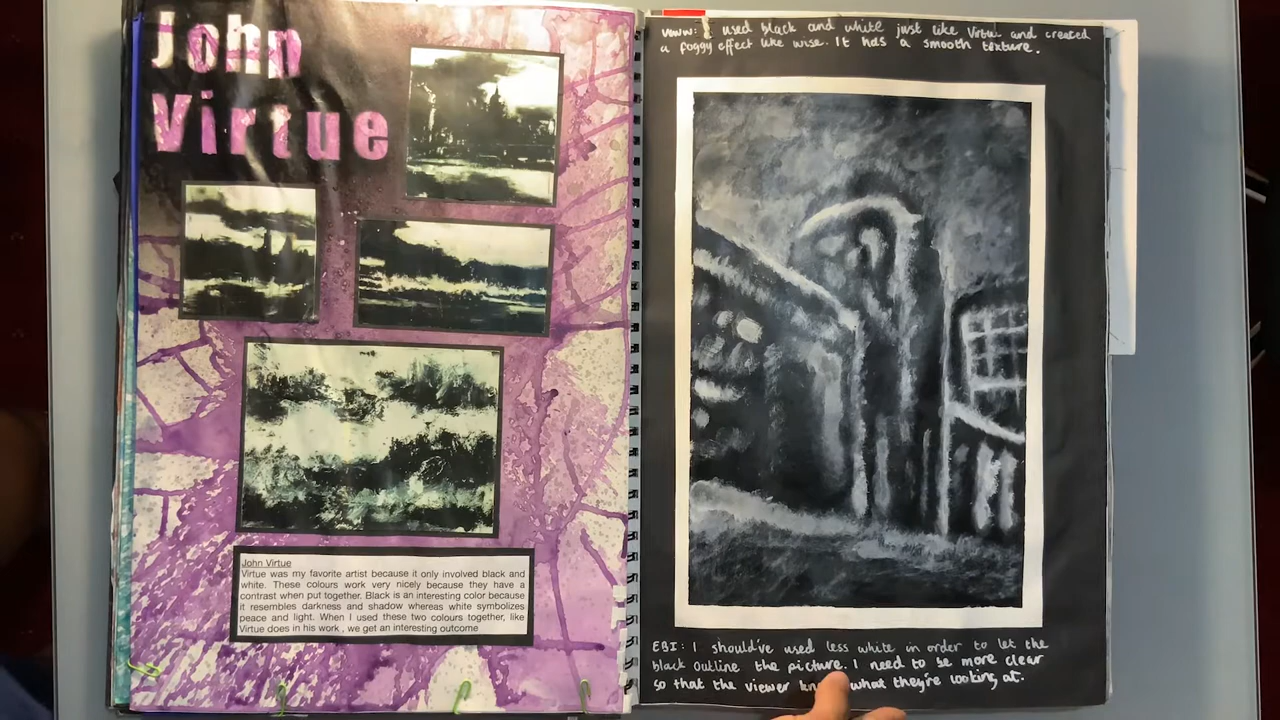 John
Virtue
John Virtue
Virtue was my favorite artist because it only involved black and
white. These colours work very nicely because they have a
contrast when put together. Black is an interesting color because
it resembles darkness and shadow whereas white symbolizes
peace and light. When I used these two colours together, like
Virtue does in his work , we get an interesting outcome
WWW: I used black and white just like Virtue and created
a foggy effect like wise. It has a smooth texture.
EBI: I should've used less white in order to let the
black outline the picture. I need to be more clear
so that the viewer what they're looking at.